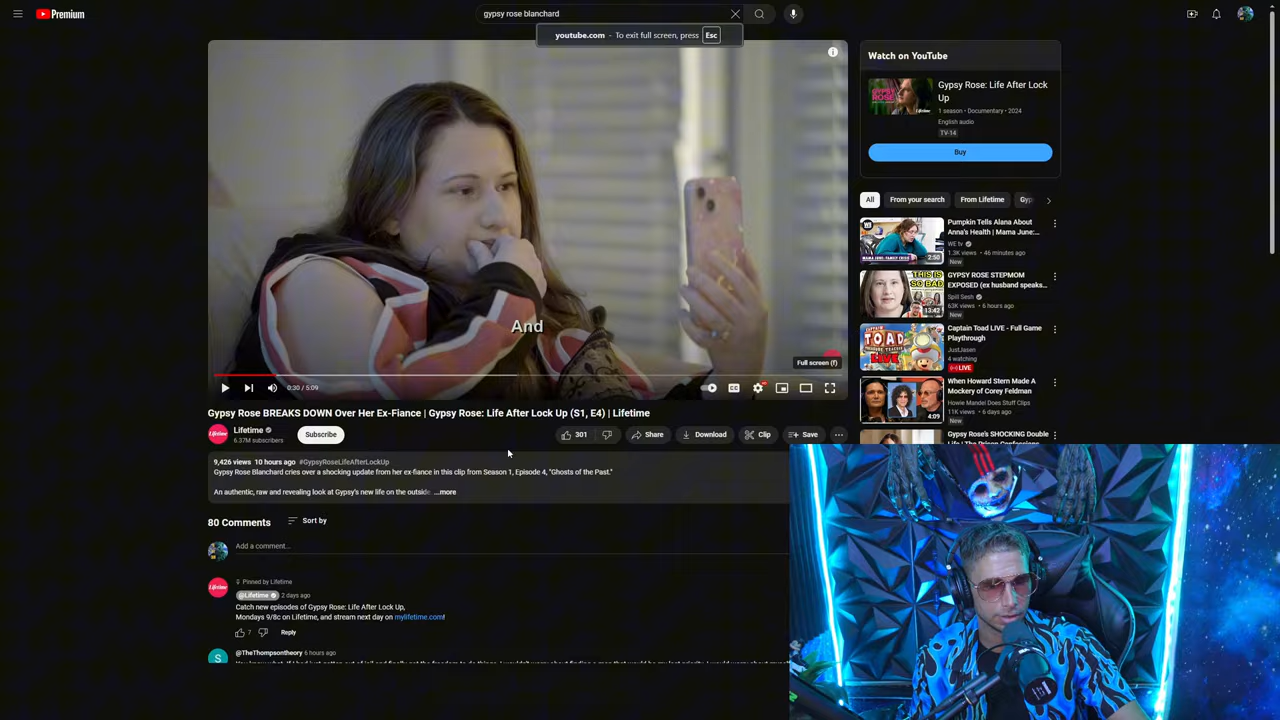 Premium
gypsy rose blanchard
youtube.com - To exit full screen, press Esc
And
Full screen (f)
0:30 / 5:09
Gypsy Rose BREAKS DOWN Over Her Ex-Fiance | Gypsy Rose: Life After Lock Up (S1, E4) | Lifetime
Lifetime
6.37M subscribers
Subscribe
301
Share
Download
Clip
Save
9,426 views 10 hours ago #GypsyRoseLifeAfterLockUp
Gypsy Rose Blanchard cries over a shocking update from her ex-fiance in this clip from Season 1, Episode 4, "Ghosts of the Past."
An authentic, raw and revealing look at Gypsy's new life on the outside. ...more
80 Comments
Sort by
Add a comment...
Pinned by Lifetime
@Lifetime 2 days ago
Catch new episodes of Gypsy Rose: Life After Lock Up,
Mondays 9/8c on Lifetime, and stream next day on mylifetime.com!
7
Reply
S
@TheThompsontheory 6 hours ago
Watch on YouTube
GYPSY
ROSE
Gypsy Rose: Life After Lock
Up
1 season • Documentary • 2024
English audio
TV-14
Buy
All
From your search
From Lifetime
Gyp
2:50
Pumpkin Tells Alana About
Anna's Health | Mama June:...
WE tv
1.3K views • 46 minutes ago
New
THIS IS
SO BAD
13:42
GYPSY ROSE STEPMOM
EXPOSED (ex husband speaks...
Spill Sesh
63K views • 6 hours ago
New
CAPTAIN
TOAD
LIVE
Captain Toad LIVE - Full Game
Playthrough
JustJasen
4 watching
LIVE
4:09
When Howard Stern Made A
Mockery of Corey Feldman
Howie Mandel Does Stuff Clips
11K views • 6 days ago
New
Gypsy Rose's SHOCKING Double